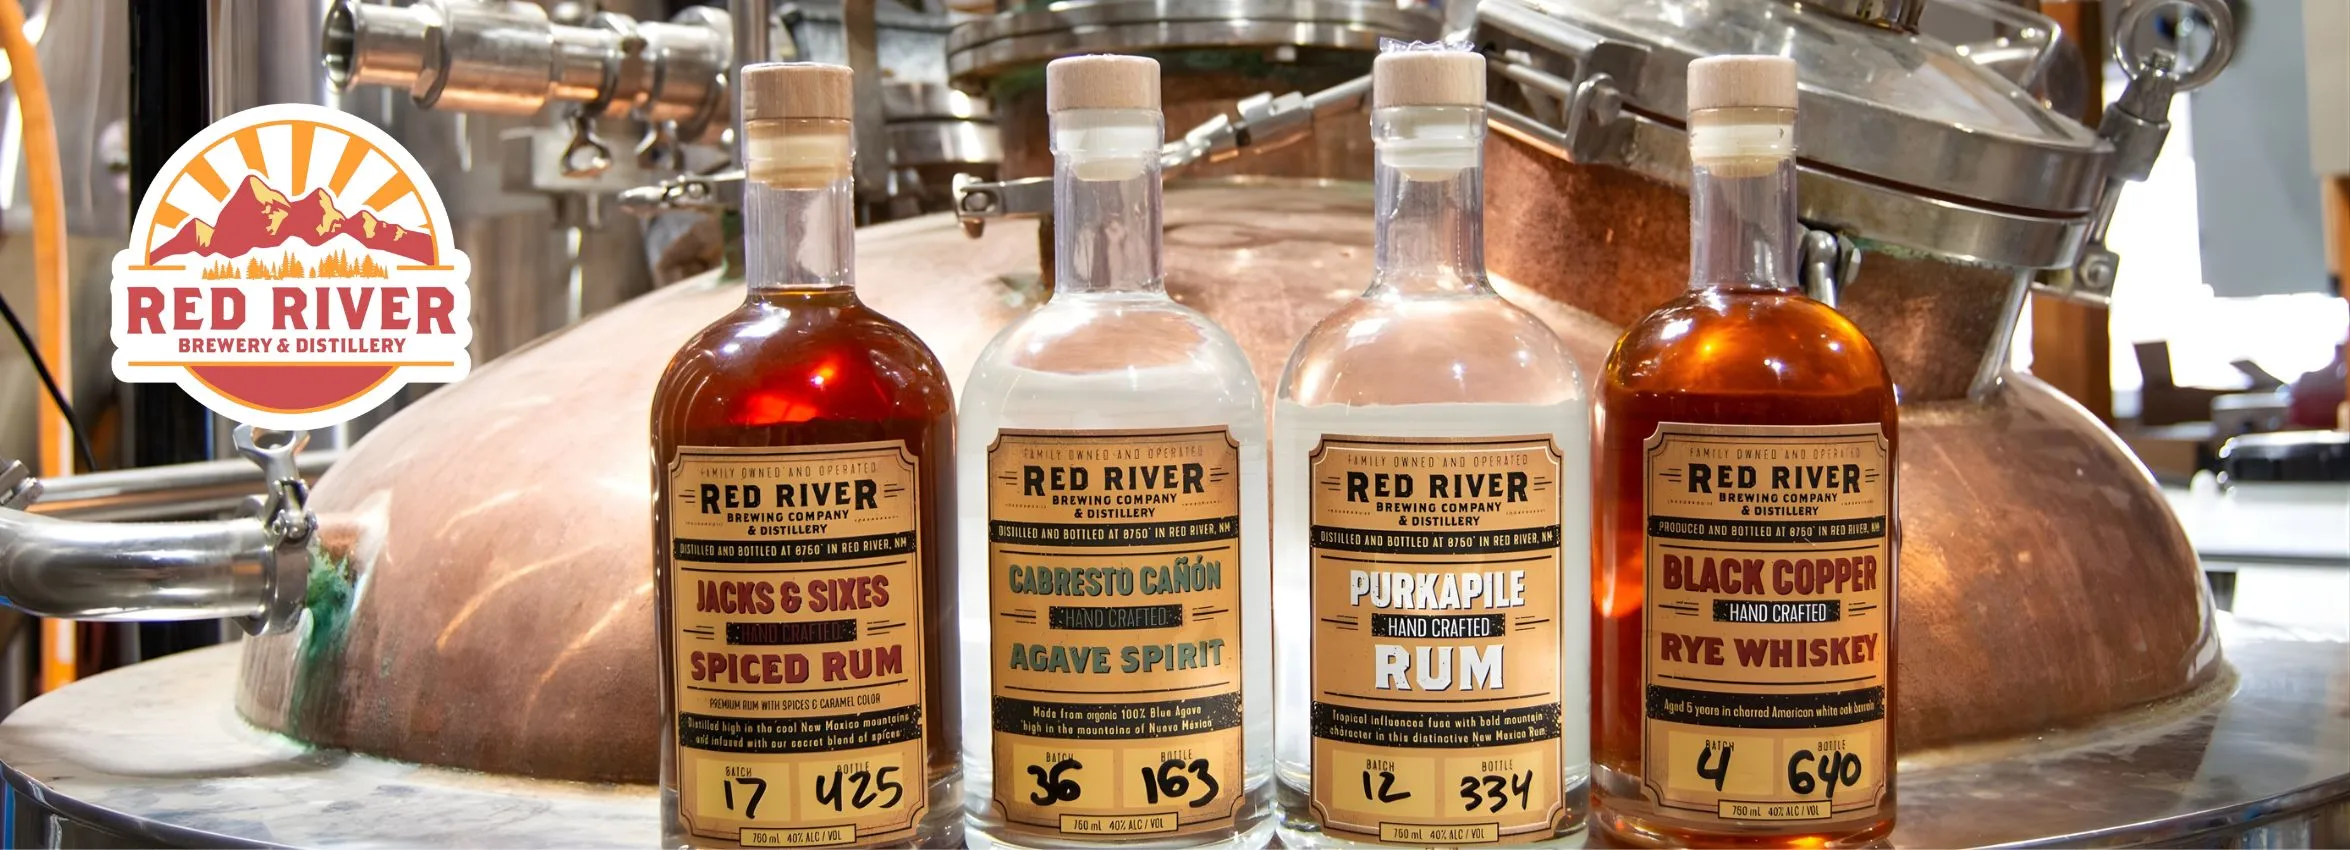 RED RIVER
BREWERY & DISTILLERY
FAMILY OWNED AND OPERATED
RED RIVER
BREWING COMPANY
& DISTILLERY
DISTILLED AND BOTTLED AT 8750' IN RED RIVER, NM
JACKS & SIXES
HAND CRAFTED
SPICED RUM
PREMIUM RUM WITH SPICES & CARAMEL COLOR
Distilled high in the cool New Mexico mountains
and infused with our secret blend of spices
BATCH BOTTLE
17 425
750 mL 40% ALC / VOL
FAMILY OWNED AND OPERATED
RED RIVER
BREWING COMPANY
& DISTILLERY
DISTILLED AND BOTTLED AT 8750' IN RED RIVER, NM
CABRESTO CAÑÓN
HAND CRAFTED
AGAVE SPIRIT
Made from organic 100% Blue Agave
high in the mountains of Nuevo México
BATCH BOTTLE
36 163
750 mL 40% ALC / VOL
FAMILY OWNED AND OPERATED
RED RIVER
BREWING COMPANY
& DISTILLERY
DISTILLED AND BOTTLED AT 8750' IN RED RIVER, NM
PURKAPILE
HAND CRAFTED
RUM
Tropical influences fuse with bold mountain
character in this distinctive New Mexico Rum
BATCH BOTTLE
12 334
750 mL 40% ALC / VOL
FAMILY OWNED AND OPERATED
RED RIVER
BREWING COMPANY
& DISTILLERY
PRODUCED AND BOTTLED AT 8750' IN RED RIVER, NM
BLACK COPPER
HAND CRAFTED
RYE WHISKEY
Aged 5 years in charred American white oak barrels
BATCH BOTTLE
4 640
750 mL 40% ALC / VOL